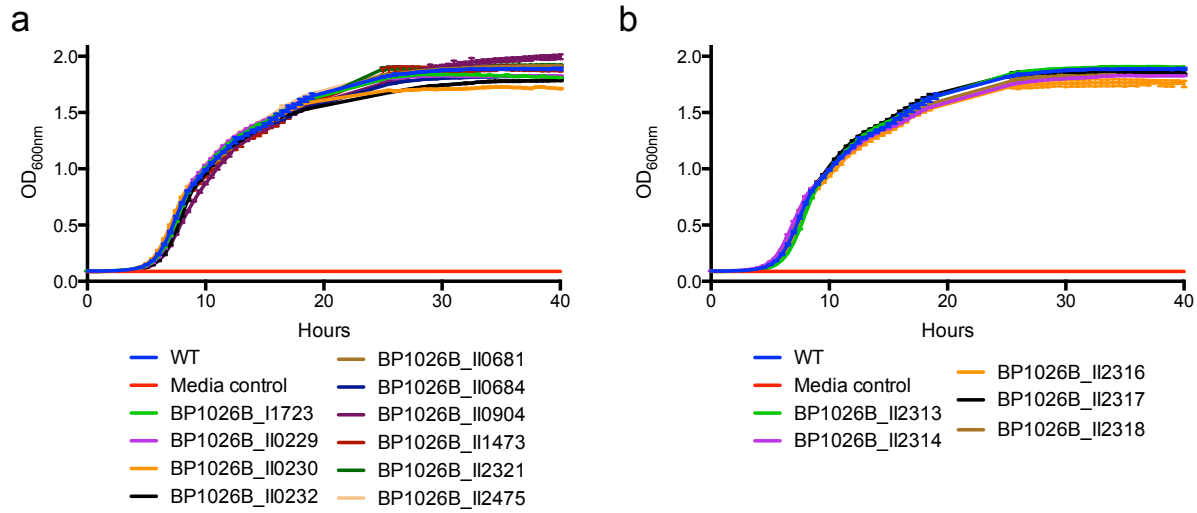 a
2.0
1.5
1.0
0.5
0.0
OD600nm
0 10 20 30 40
Hours
WT
Media control
BP1026B_I1723
BP1026B_II0229
BP1026B_II0230
BP1026B_II0232
BP1026B_II0681
BP1026B_II0684
BP1026B_II0904
BP1026B_II1473
BP1026B_II2321
BP1026B_II2475
b
2.0
1.5
1.0
0.5
0.0
OD600nm
0 10 20 30 40
Hours
WT
Media control
BP1026B_II2313
BP1026B_II2314
BP1026B_II2316
BP1026B_II2317
BP1026B_II2318